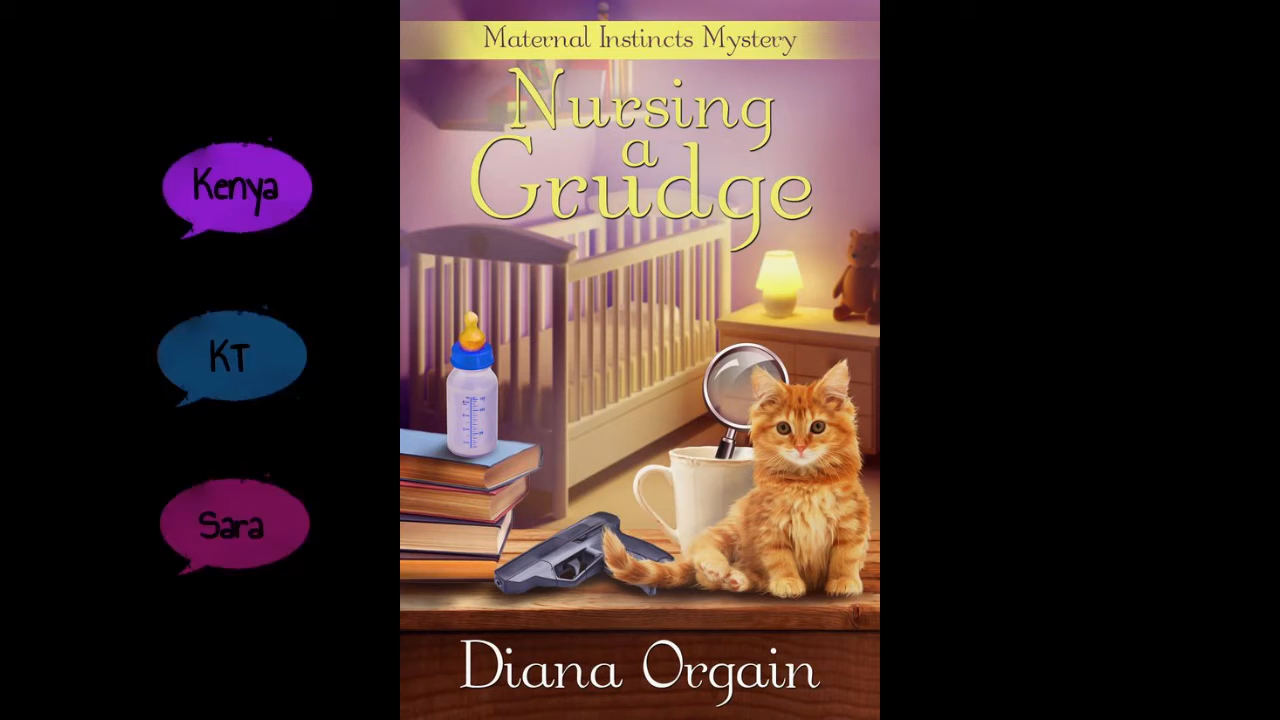 Kenya
KT
Sara
Maternal Instincts Mystery
Nursing
a
Grudge
Diana Orgain